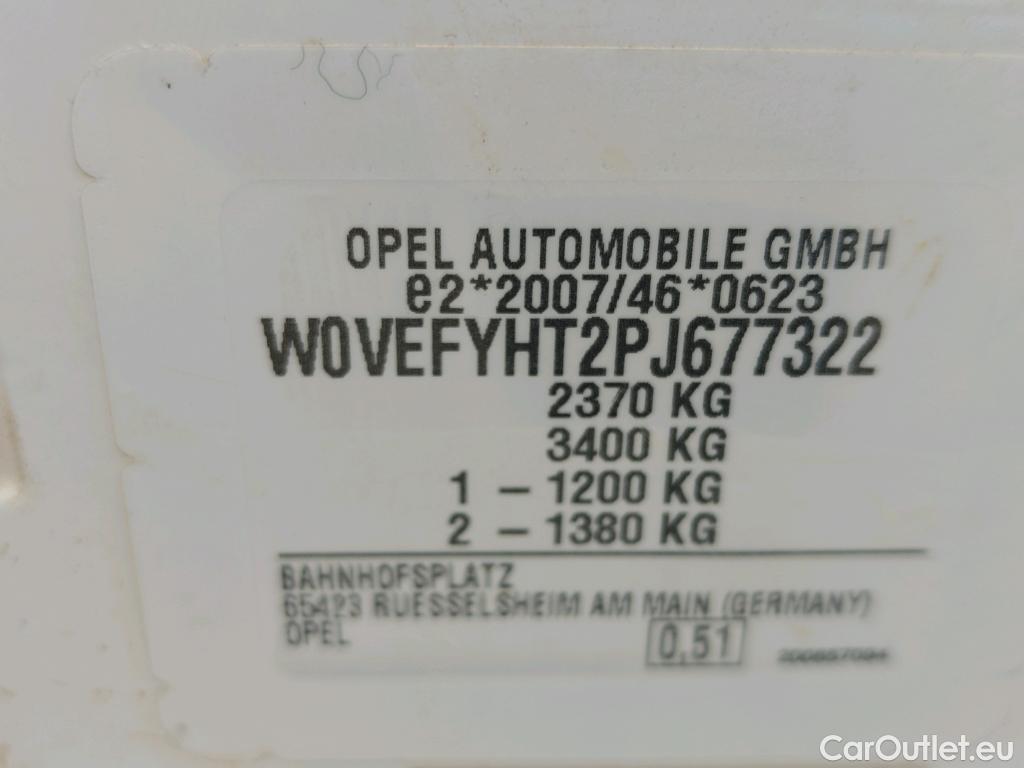 OPEL AUTOMOBILE GMBH
e2*2007/46*0623
W0VEFYHT2PJ677322
2370 KG
3400 KG
1 – 1200 KG
2 – 1380 KG
BAHNHOFSPLATZ
65423 RUESSELSHEIM AM MAIN (GERMANY)
OPEL
0,51
CarOutlet.eu